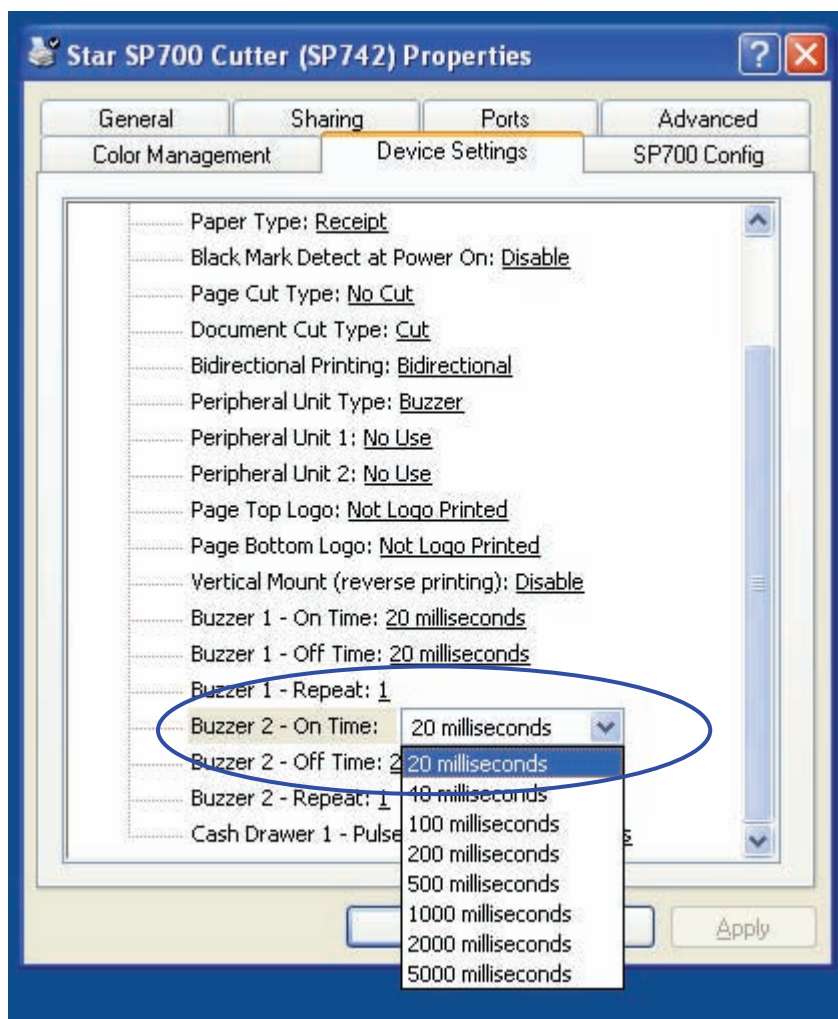 Star SP700 Cutter (SP742) Properties
General Sharing Ports Advanced
Color Management Device Settings SP700 Config
Paper Type: Receipt
Black Mark Detect at Power On: Disable
Page Cut Type: No Cut
Document Cut Type: Cut
Bidirectional Printing: Bidirectional
Peripheral Unit Type: Buzzer
Peripheral Unit 1: No Use
Peripheral Unit 2: No Use
Page Top Logo: Not Logo Printed
Page Bottom Logo: Not Logo Printed
Vertical Mount (reverse printing): Disable
Buzzer 1 - On Time: 20 milliseconds
Buzzer 1 - Off Time: 20 milliseconds
Buzzer 1 - Repeat: 1
Buzzer 2 - On Time: 20 milliseconds
Buzzer 2 - Off Time: 2
20 milliseconds
Buzzer 2 - Repeat: 1
40 milliseconds
Cash Drawer 1 - Pulse
100 milliseconds
200 milliseconds
500 milliseconds
1000 milliseconds
2000 milliseconds
5000 milliseconds
Apply